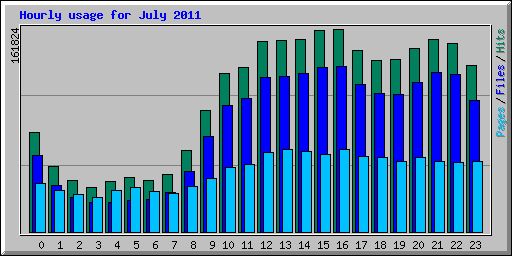 Hourly usage for July 2011
161824
Pages / Files / Hits
0 1 2 3 4 5 6 7 8 9 10 11 12 13 14 15 16 17 18 19 20 21 22 23